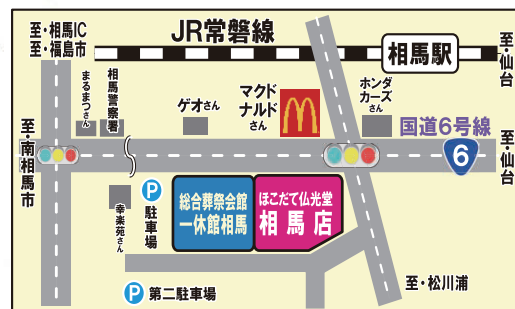 至・相馬IC
至・福島市
JR常磐線
相馬駅
至・仙台
まるまつさん
相馬警察署
ゲオさん
マクド
ナルド
さん
ホンダ
カーズ
さん
国道6号線
6
至・仙台
至・南相馬市
幸楽苑さん
P
駐車場
総合葬祭会館
一休館相馬
ほこだて仏光堂
相馬店
P 第二駐車場
至・松川浦